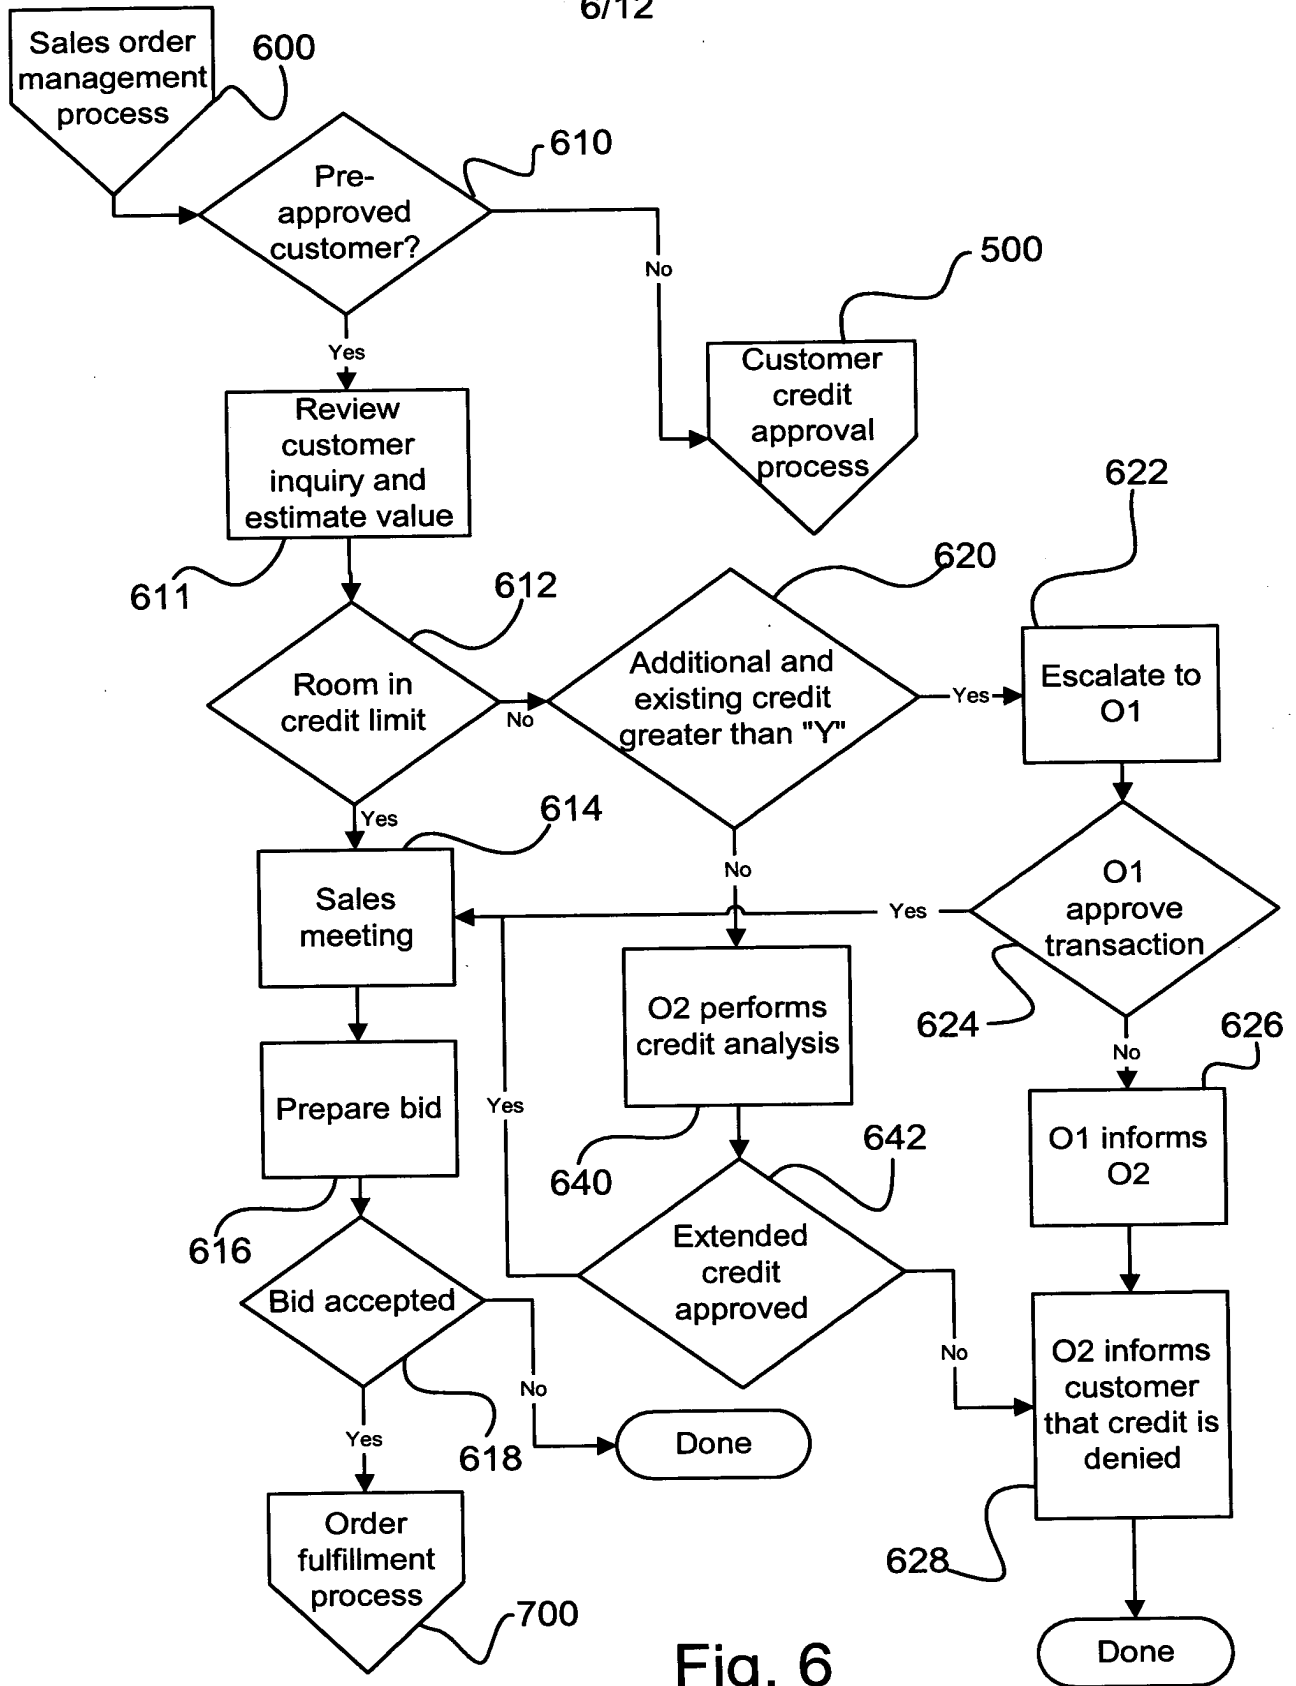 6/12
Sales order
management
process
600
Pre-
approved
customer?
610
No
500
Customer
credit
approval
process
Yes
Review
customer
inquiry and
estimate value
611
612
Room in
credit limit
No
620
Additional and
existing credit
greater than "Y"
Yes
622
Escalate to
O1
Yes
614
Sales
meeting
No
Yes
O1
approve
transaction
624
No
626
O2 performs
credit analysis
640
Prepare bid
616
Yes
642
Extended
credit
approved
No
O1 informs
O2
Bid accepted
618
No
Done
Yes
O2 informs
customer
that credit is
denied
628
Order
fulfillment
process
700
Done
Fig. 6